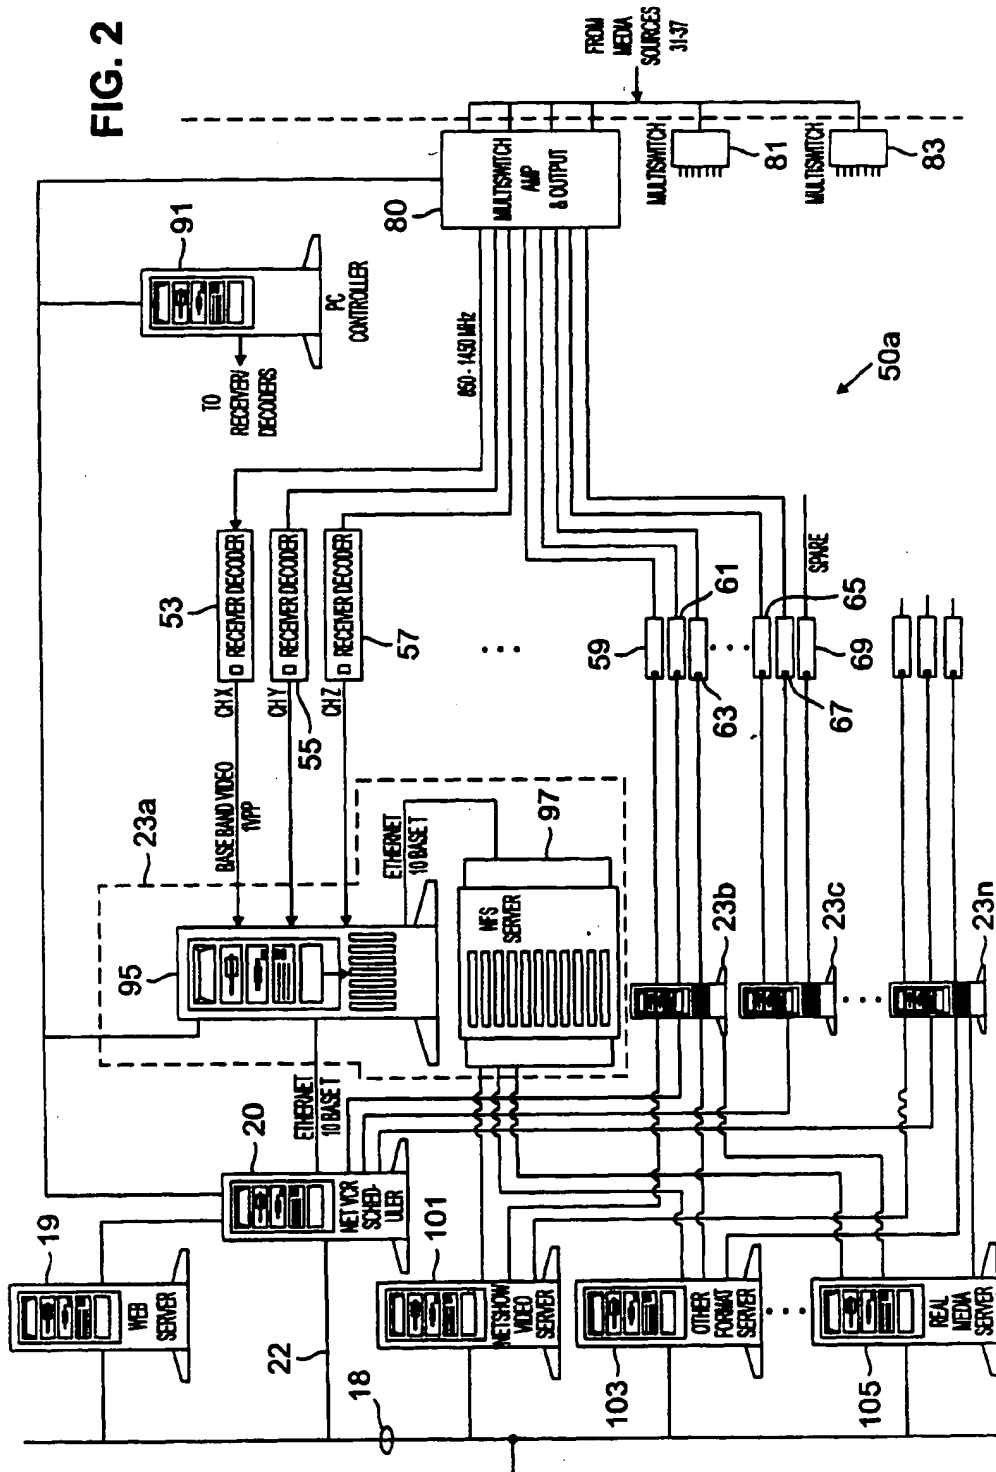 FIG. 2
FROM
MEDIA
SOURCES
31-37
MULTISWITCH
AMP
& OUTPUT
80
MULTISWITCH
81
MULTISWITCH
83
91
PC
CONTROLLER
TO
RECEIVER/
DECODERS
850 - 1450 MHz
50a
53
RECEIVER DECODER
RECEIVER DECODER
RECEIVER DECODER
55
57
CH X
CH Y
CH Z
BASE BAND VIDEO
1VPP
59
61
63
65
67
69
SPARE
23a
95
ETHERNET
10 BASE T
NFS
SERVER
97
23b
23c
23n
ETHERNET
10 BASE T
20
NET VCR
SCHED-
ULER
19
WEB
SERVER
22
18
101
NETSHOW
VIDEO
SERVER
103
OTHER
FORMAT
SERVER
105
REAL
MEDIA
SERVER